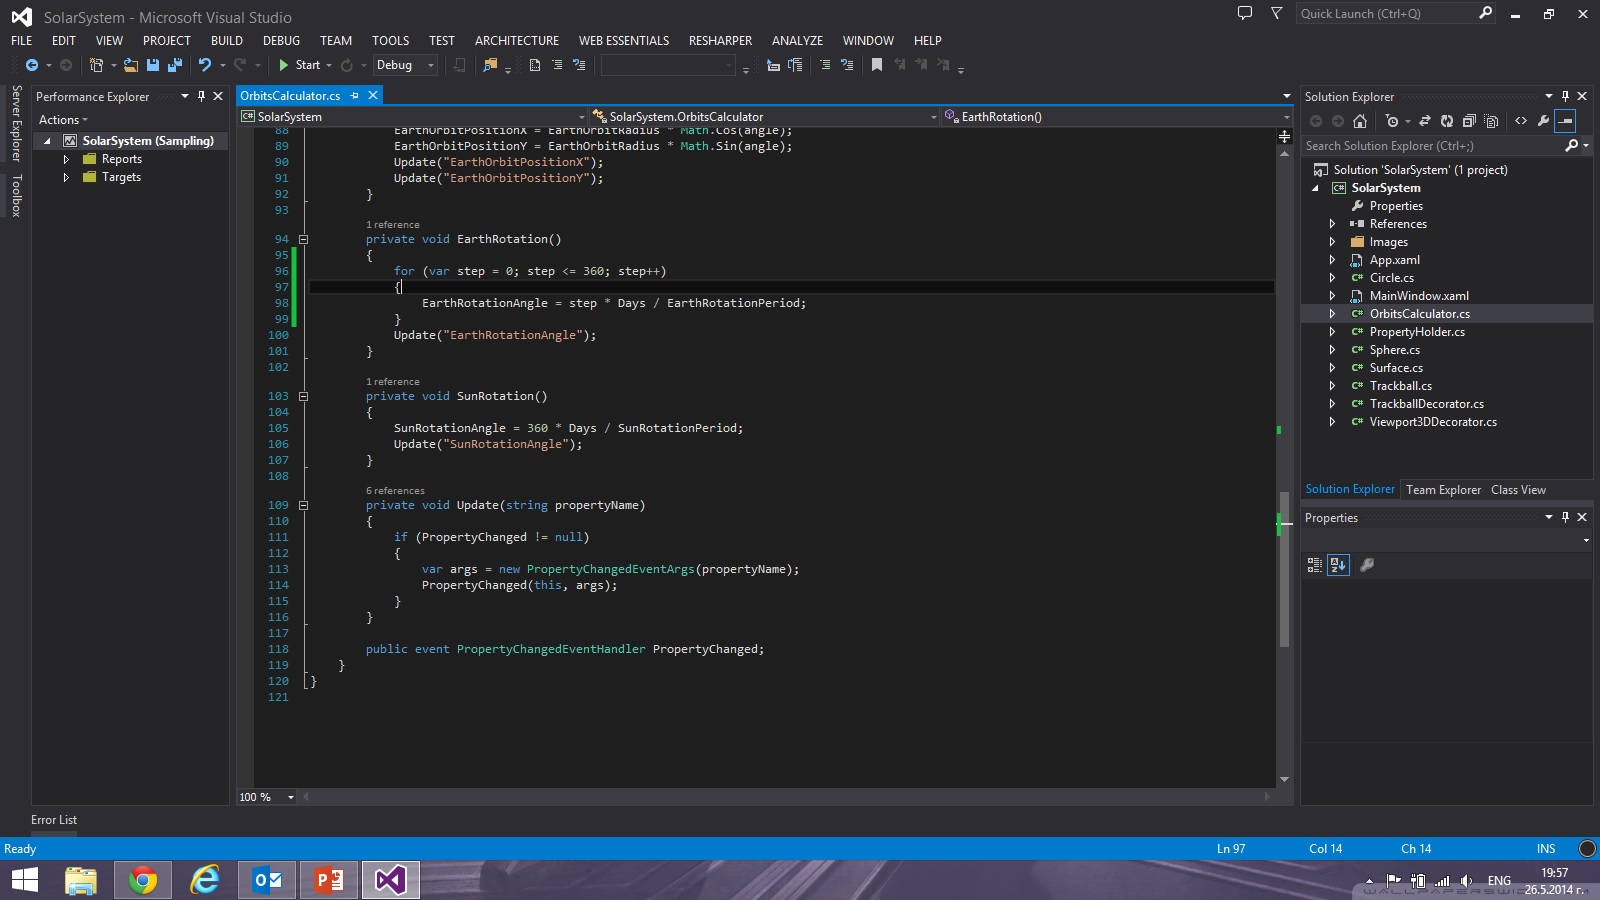 SolarSystem - Microsoft Visual Studio
Quick Launch (Ctrl+Q)
FILE EDIT VIEW PROJECT BUILD DEBUG TEAM TOOLS TEST ARCHITECTURE WEB ESSENTIALS RESHARPER ANALYZE WINDOW HELP
Start Debug
Server Explorer
Toolbox
Performance Explorer
Actions
SolarSystem (Sampling)
Reports
Targets
OrbitsCalculator.cs
SolarSystem SolarSystem.OrbitsCalculator EarthRotation()
88 EarthOrbitPositionX = EarthOrbitRadius * Math.Cos(angle);
89 EarthOrbitPositionY = EarthOrbitRadius * Math.Sin(angle);
90 Update("EarthOrbitPositionX");
91 Update("EarthOrbitPositionY");
92 }
93
1 reference
94 private void EarthRotation()
95 {
96 for (var step = 0; step <= 360; step++)
97 {
98 EarthRotationAngle = step * Days / EarthRotationPeriod;
99 }
100 Update("EarthRotationAngle");
101 }
102
1 reference
103 private void SunRotation()
104 {
105 SunRotationAngle = 360 * Days / SunRotationPeriod;
106 Update("SunRotationAngle");
107 }
108
6 references
109 private void Update(string propertyName)
110 {
111 if (PropertyChanged != null)
112 {
113 var args = new PropertyChangedEventArgs(propertyName);
114 PropertyChanged(this, args);
115 }
116 }
117
118 public event PropertyChangedEventHandler PropertyChanged;
119 }
120 }
121
100 %
Solution Explorer
Search Solution Explorer (Ctrl+;)
Solution 'SolarSystem' (1 project)
C# SolarSystem
Properties
References
Images
App.xaml
C# Circle.cs
MainWindow.xaml
C# OrbitsCalculator.cs
C# PropertyHolder.cs
C# Sphere.cs
C# Surface.cs
C# Trackball.cs
C# TrackballDecorator.cs
C# Viewport3DDecorator.cs
Solution Explorer Team Explorer Class View
Properties
Error List
Ready Ln 97 Col 14 Ch 14 INS
ENG
19:57
26.5.2014 г.